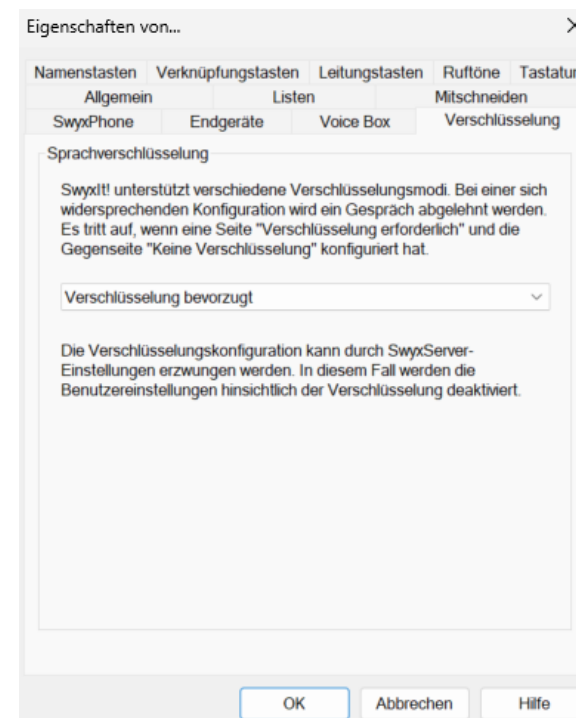 Eigenschaften von...
Namenstasten Verknüpfungstasten Leitungstasten Ruftöne Tastatur
Allgemein Listen Mitschneiden
SwyxPhone Endgeräte Voice Box Verschlüsselung
Sprachverschlüsselung
SwyxIt! unterstützt verschiedene Verschlüsselungsmodi. Bei einer sich
widersprechenden Konfiguration wird ein Gespräch abgelehnt werden.
Es tritt auf, wenn eine Seite "Verschlüsselung erforderlich" und die
Gegenseite "Keine Verschlüsselung" konfiguriert hat.
Verschlüsselung bevorzugt
Die Verschlüsselungskonfiguration kann durch SwyxServer-
Einstellungen erzwungen werden. In diesem Fall werden die
Benutzereinstellungen hinsichtlich der Verschlüsselung deaktiviert.
OK Abbrechen Hilfe